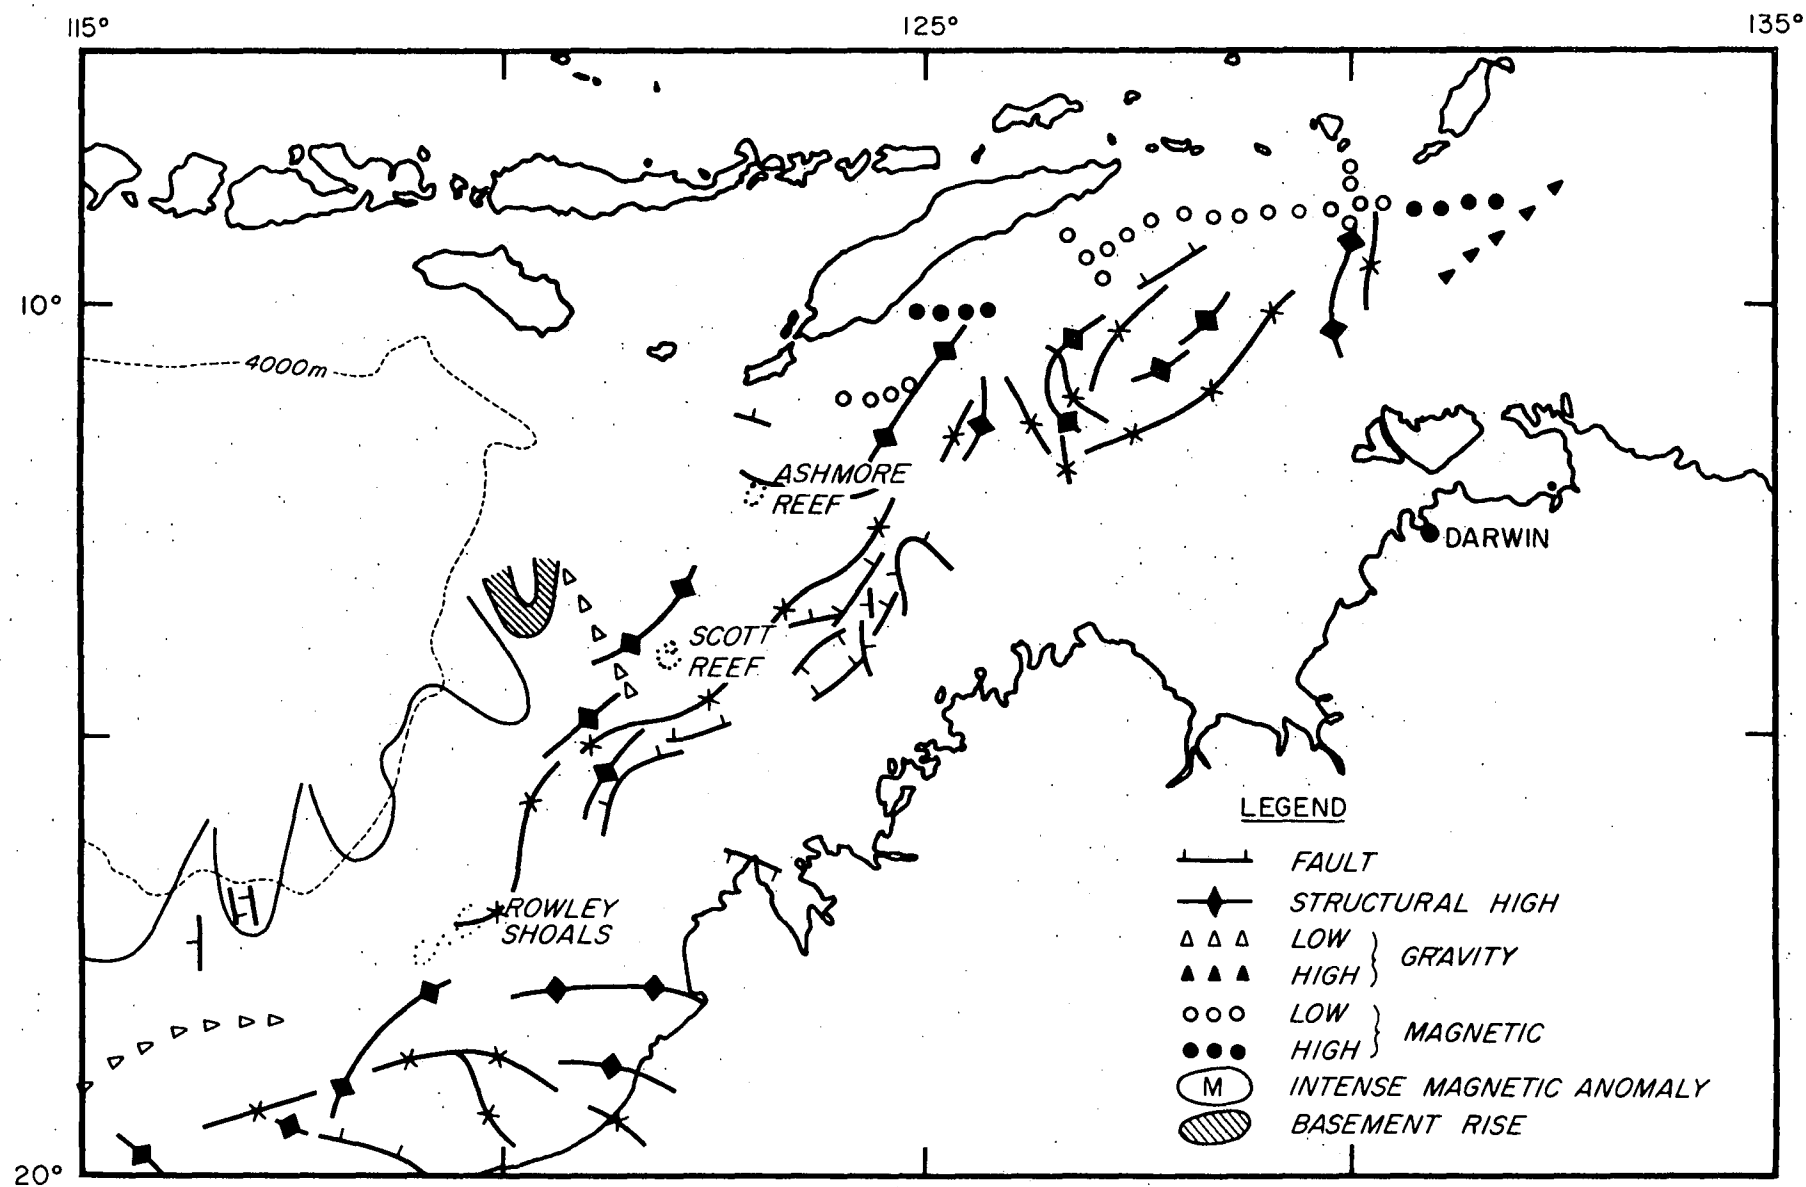 115°
125°
135°
10°
4000m
ASHMORE
REEF
DARWIN
SCOTT
REEF
LEGEND
FAULT
ROWLEY
SHOALS
STRUCTURAL HIGH
LOW
HIGH
GRAVITY
LOW
HIGH
MAGNETIC
M
INTENSE MAGNETIC ANOMALY
BASEMENT RISE
20°